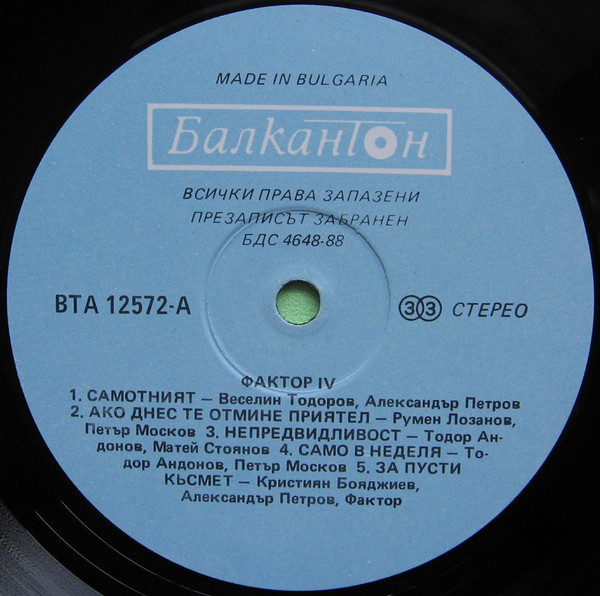 MADE IN BULGARIA
Балкантон
ВСИЧКИ ПРАВА ЗАПАЗЕНИ
ПРЕЗАПИСЪТ ЗАБРАНЕН
БДС 4648-88
ВТА 12572-А
33 СТЕРЕО
ФАКТОР IV
1. САМОТНИЯТ – Веселин Тодоров, Александър Петров
2. АКО ДНЕС ТЕ ОТМИНЕ ПРИЯТЕЛ – Румен Лозанов,
Петър Москов 3. НЕПРЕДВИДЛИВОСТ – Тодор Ан-
донов, Матей Стоянов 4. САМО В НЕДЕЛЯ – То-
дор Андонов, Петър Москов 5. ЗА ПУСТИ
КЪСМЕТ – Кристиян Бояджиев,
Александър Петров, Фактор